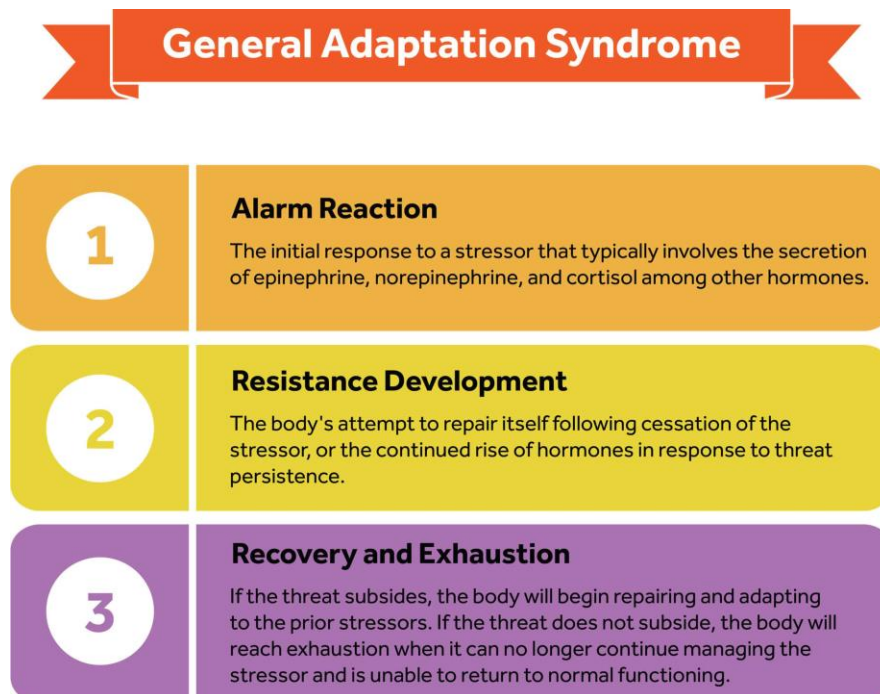 General Adaptation Syndrome
1
Alarm Reaction
The initial response to a stressor that typically involves the secretion
of epinephrine, norepinephrine, and cortisol among other hormones.
2
Resistance Development
The body's attempt to repair itself following cessation of the
stressor, or the continued rise of hormones in response to threat
persistence.
3
Recovery and Exhaustion
If the threat subsides, the body will begin repairing and adapting
to the prior stressors. If the threat does not subside, the body will
reach exhaustion when it can no longer continue managing the
stressor and is unable to return to normal functioning.